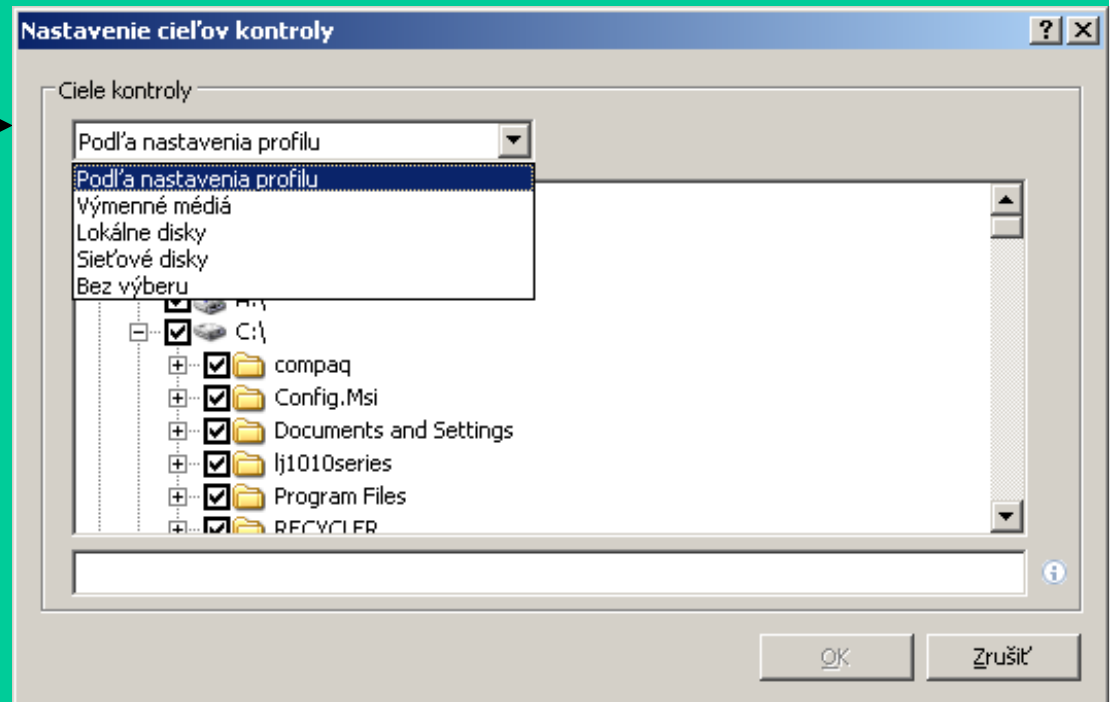 Nastavenie cieľov kontroly
Ciele kontroly
Podľa nastavenia profilu
Podľa nastavenia profilu
Výmenné médiá
Lokálne disky
Sieťové disky
Bez výberu
A:\
C:\
compaq
Config.Msi
Documents and Settings
lj1010series
Program Files
RECYCLER
OK
Zrušiť